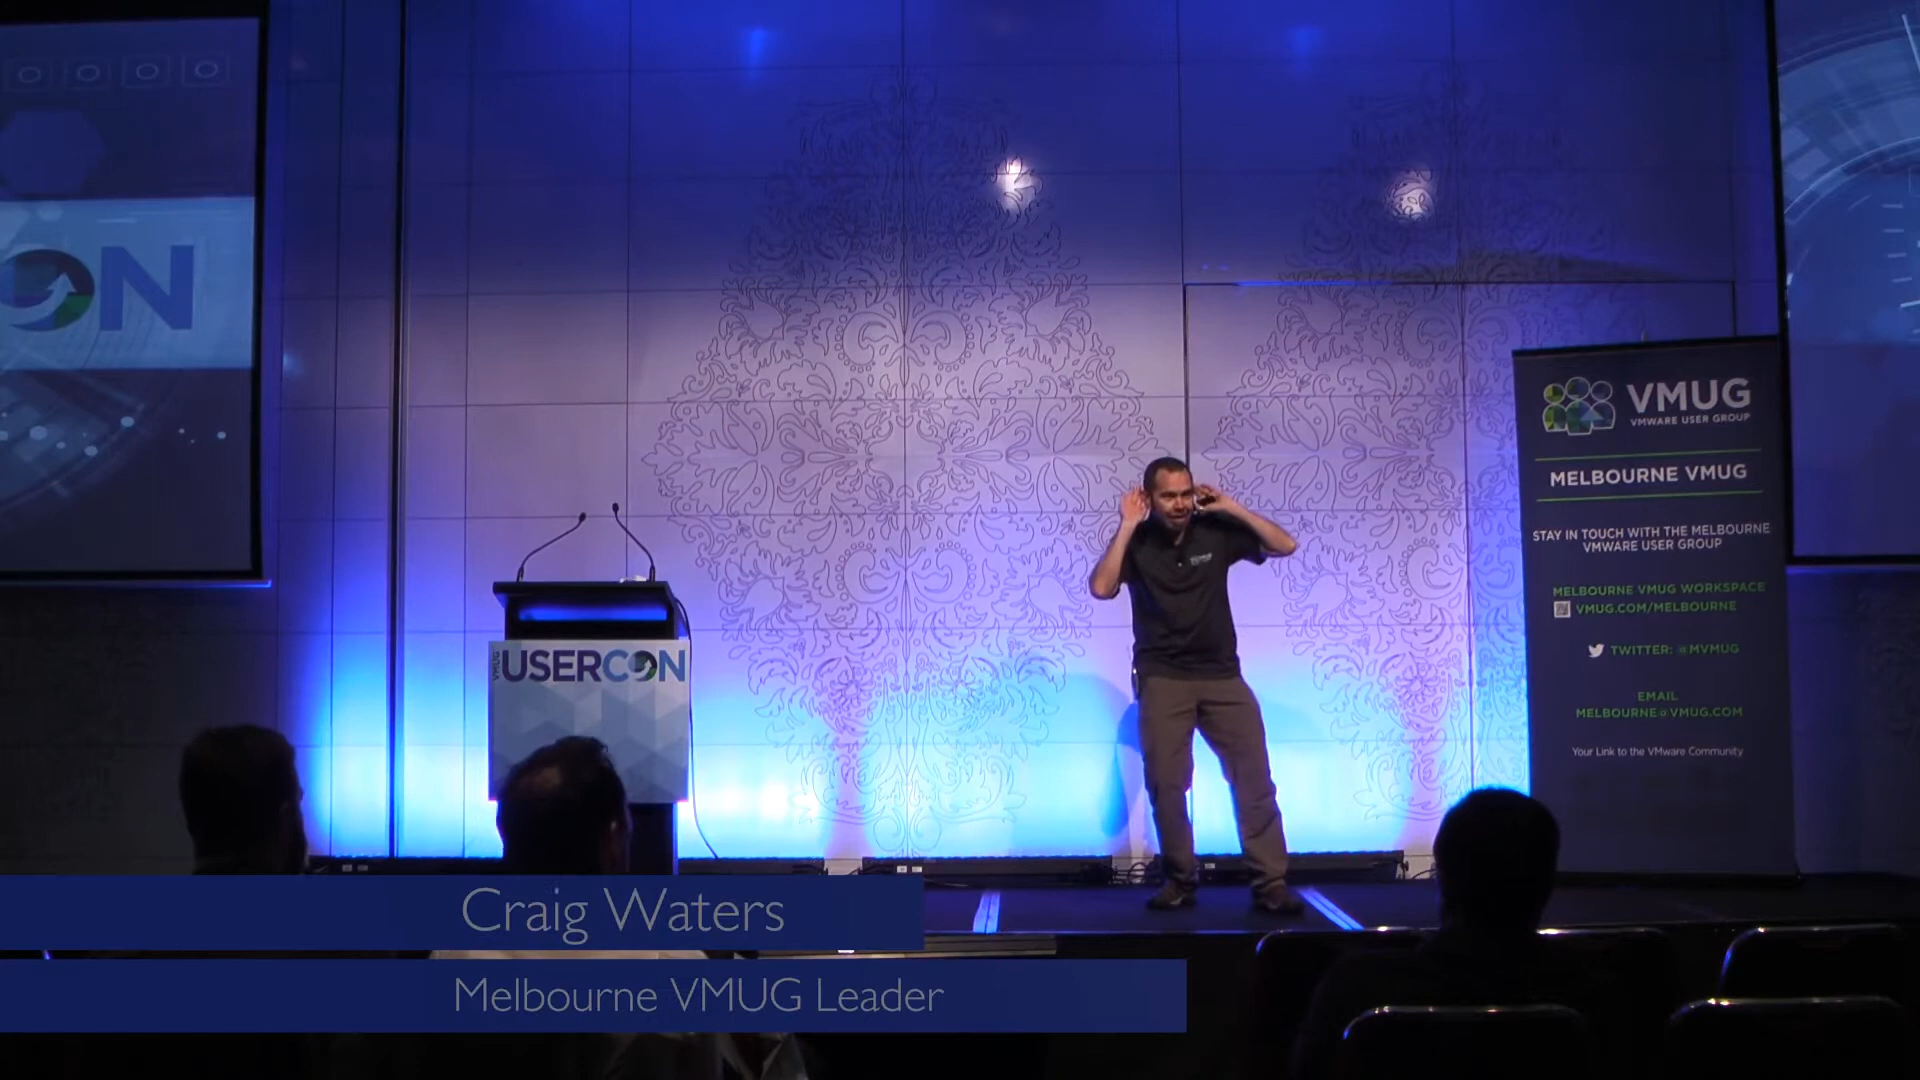 ON
VMUG
VMWARE USER GROUP
MELBOURNE VMUG
STAY IN TOUCH WITH THE MELBOURNE
VMWARE USER GROUP
MELBOURNE VMUG WORKSPACE
VMUG.COM/MELBOURNE
TWITTER: @MVMUG
EMAIL
MELBOURNE@VMUG.COM
Your Link to the VMware Community
VMUG
USERCON
Craig Waters
Melbourne VMUG Leader